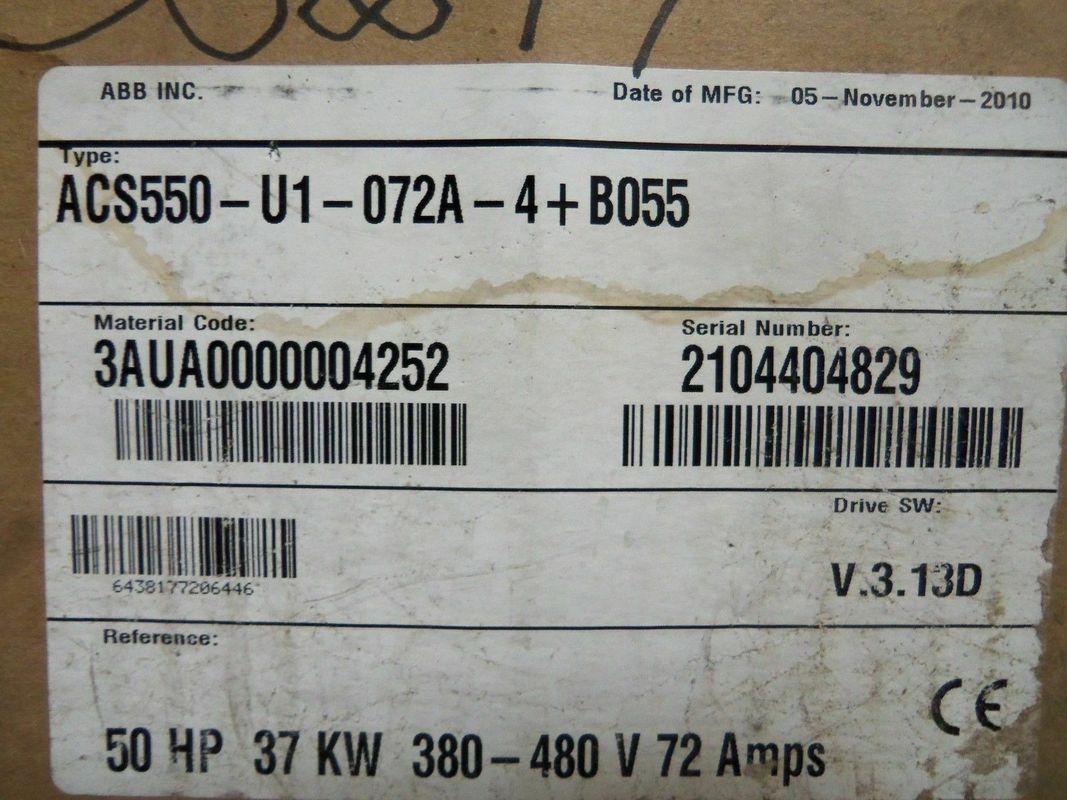 ABB INC.
Date of MFG: 05-November-2010
Type:
ACS550-U1-072A-4+B055
Material Code:
3AUA0000004252
Serial Number:
2104404829
6438177206446
Drive SW:
V.3.13D
Reference:
CE
50 HP 37 KW 380-480 V 72 Amps